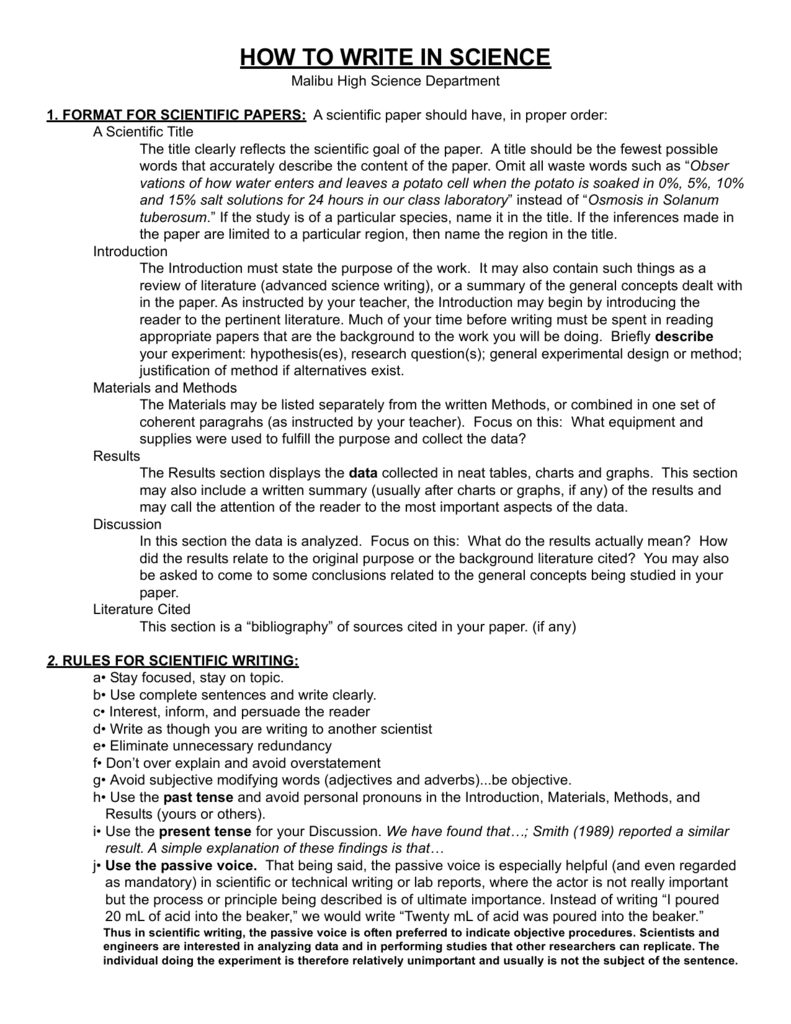 HOW TO WRITE IN SCIENCE
Malibu High Science Department
1. FORMAT FOR SCIENTIFIC PAPERS: A scientific paper should have, in proper order:
A Scientific Title
The title clearly reflects the scientific goal of the paper. A title should be the fewest possible
words that accurately describe the content of the paper. Omit all waste words such as “Obser
vations of how water enters and leaves a potato cell when the potato is soaked in 0%, 5%, 10%
and 15% salt solutions for 24 hours in our class laboratory” instead of “Osmosis in Solanum
tuberosum.” If the study is of a particular species, name it in the title. If the inferences made in
the paper are limited to a particular region, then name the region in the title.
Introduction
The Introduction must state the purpose of the work. It may also contain such things as a
review of literature (advanced science writing), or a summary of the general concepts dealt with
in the paper. As instructed by your teacher, the Introduction may begin by introducing the
reader to the pertinent literature. Much of your time before writing must be spent in reading
appropriate papers that are the background to the work you will be doing. Briefly describe
your experiment: hypothesis(es), research question(s); general experimental design or method;
justification of method if alternatives exist.
Materials and Methods
The Materials may be listed separately from the written Methods, or combined in one set of
coherent paragrahs (as instructed by your teacher). Focus on this: What equipment and
supplies were used to fulfill the purpose and collect the data?
Results
The Results section displays the data collected in neat tables, charts and graphs. This section
may also include a written summary (usually after charts or graphs, if any) of the results and
may call the attention of the reader to the most important aspects of the data.
Discussion
In this section the data is analyzed. Focus on this: What do the results actually mean? How
did the results relate to the original purpose or the background literature cited? You may also
be asked to come to some conclusions related to the general concepts being studied in your
paper.
Literature Cited
This section is a “bibliography” of sources cited in your paper. (if any)
2. RULES FOR SCIENTIFIC WRITING:
a• Stay focused, stay on topic.
b• Use complete sentences and write clearly.
c• Interest, inform, and persuade the reader
d• Write as though you are writing to another scientist
e• Eliminate unnecessary redundancy
f• Don’t over explain and avoid overstatement
g• Avoid subjective modifying words (adjectives and adverbs)...be objective.
h• Use the past tense and avoid personal pronouns in the Introduction, Materials, Methods, and
Results (yours or others).
i• Use the present tense for your Discussion. We have found that…; Smith (1989) reported a similar
result. A simple explanation of these findings is that…
j• Use the passive voice. That being said, the passive voice is especially helpful (and even regarded
as mandatory) in scientific or technical writing or lab reports, where the actor is not really important
but the process or principle being described is of ultimate importance. Instead of writing “I poured
20 mL of acid into the beaker,” we would write “Twenty mL of acid was poured into the beaker.”
Thus in scientific writing, the passive voice is often preferred to indicate objective procedures. Scientists and
engineers are interested in analyzing data and in performing studies that other researchers can replicate. The
individual doing the experiment is therefore relatively unimportant and usually is not the subject of the sentence.